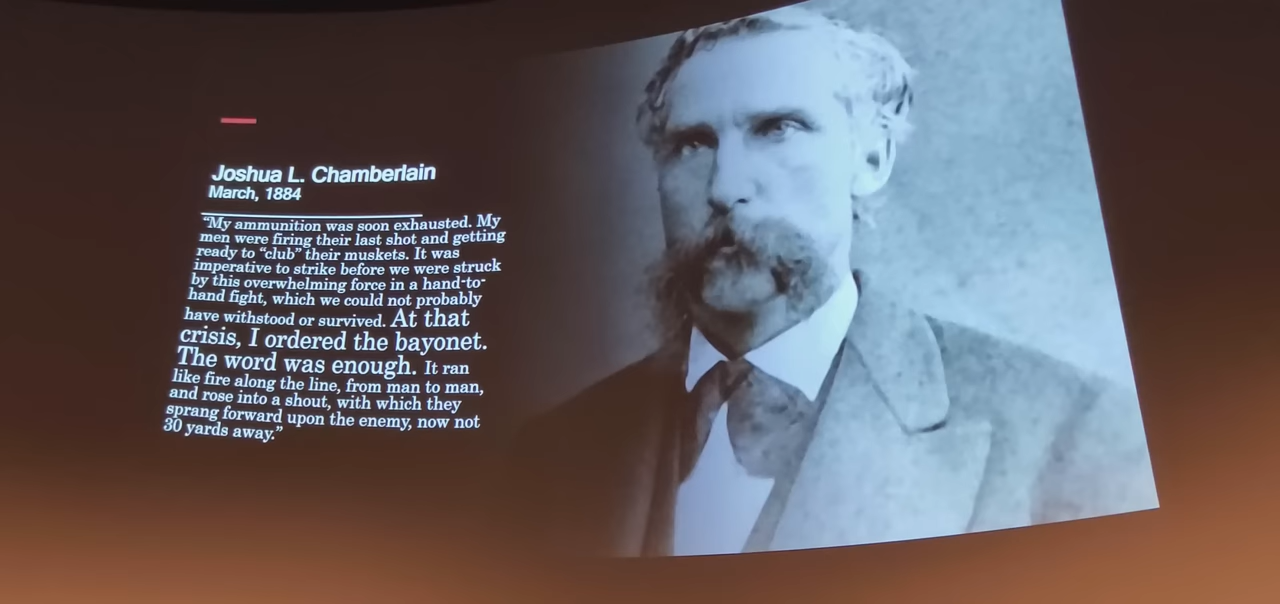 Joshua L. Chamberlain
March, 1884
“My ammunition was soon exhausted. My
men were firing their last shot and getting
ready to “club” their muskets. It was
imperative to strike before we were struck
by this overwhelming force in a hand-to-
hand fight, which we could not probably
have withstood or survived. At that
crisis, I ordered the bayonet.
The word was enough. It ran
like fire along the line, from man to man,
and rose into a shout, with which they
sprang forward upon the enemy, now not
30 yards away.”